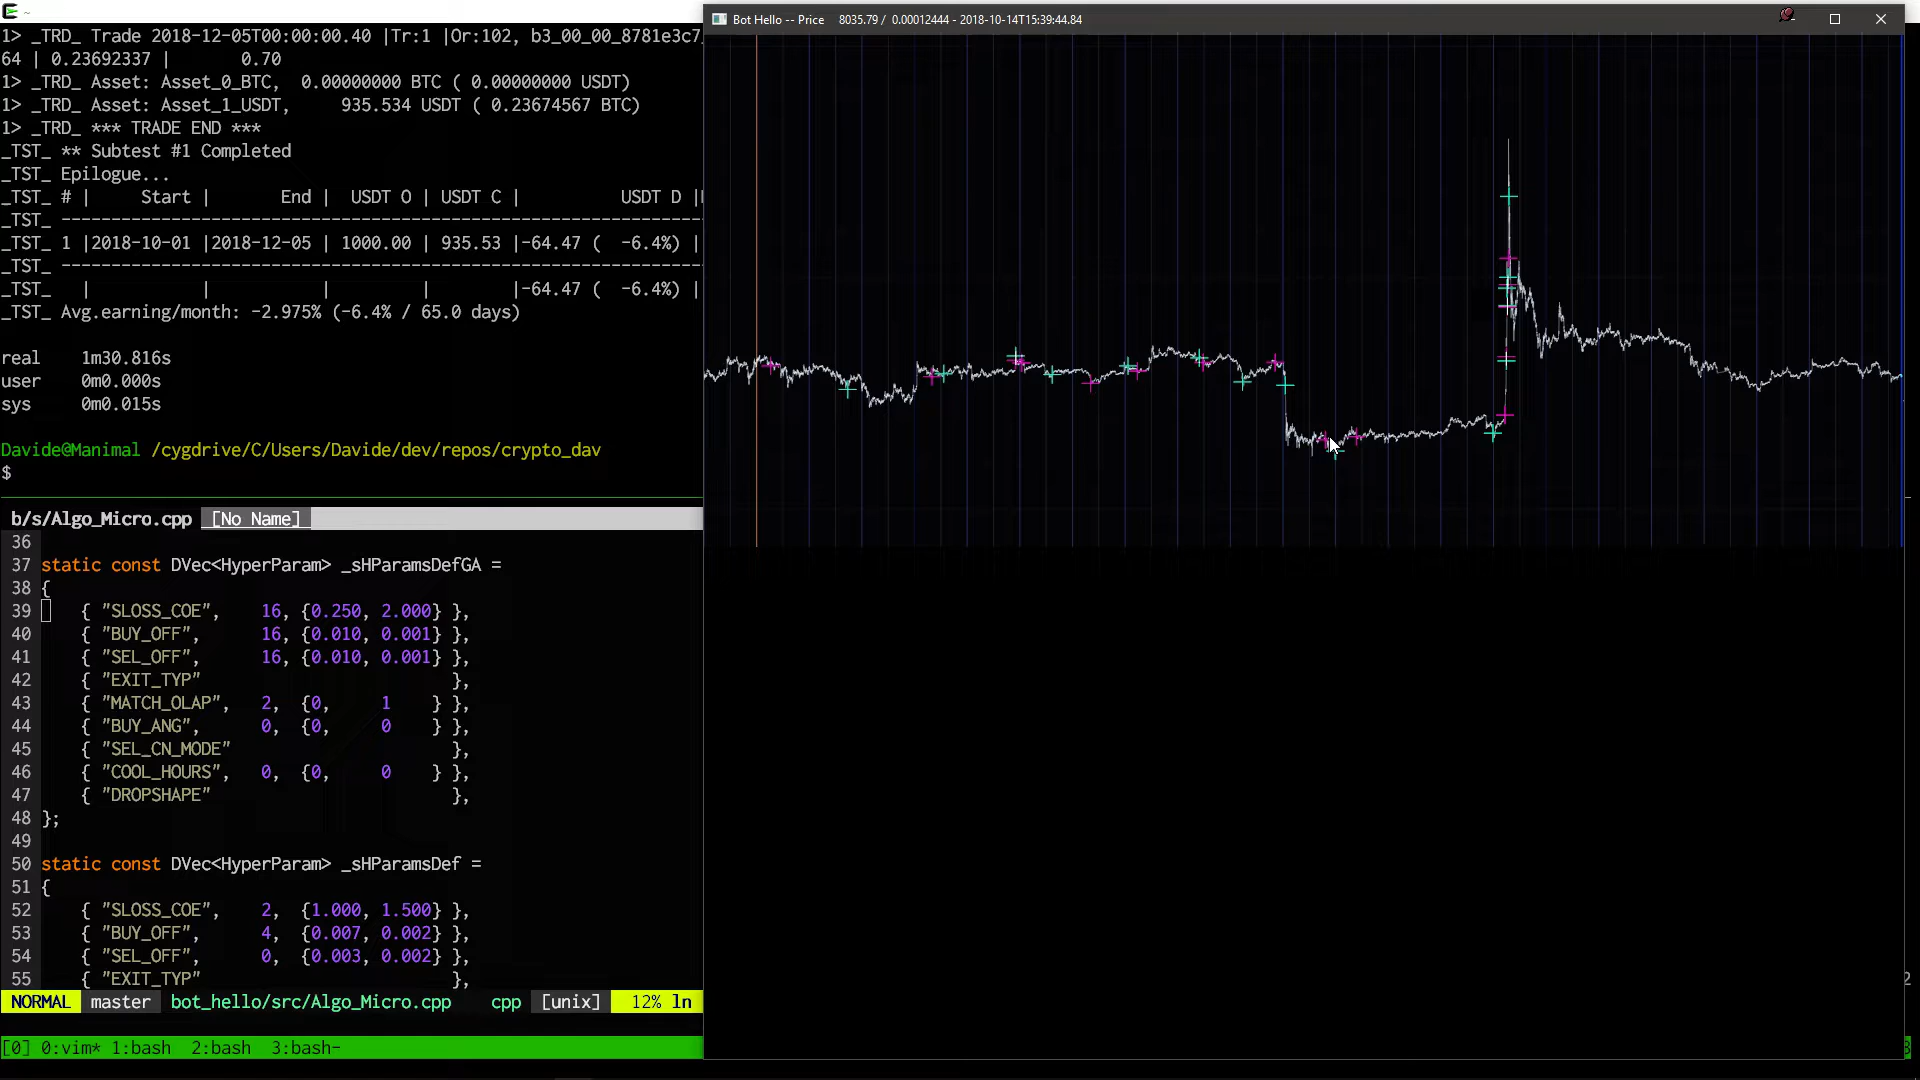 ~
Bot Hello -- Price    8035.79 /  0.00012444 - 2018-10-14T15:39:44.84
1> _TRD_ Trade 2018-12-05T00:00:00.40 |Tr:1 |Or:102, b3_00_00_8781e3c7_
64 | 0.23692337 |       0.70
1> _TRD_ Asset: Asset_0_BTC,  0.00000000 BTC ( 0.00000000 USDT)
1> _TRD_ Asset: Asset_1_USDT,     935.534 USDT ( 0.23674567 BTC)
1> _TRD_ *** TRADE END ***
_TST_ ** Subtest #1 Completed
_TST_ Epilogue...
_TST_ # |     Start |       End |  USDT O | USDT C |          USDT D |
_TST_ ----------------------------------------------------------------
_TST_ 1 |2018-10-01 |2018-12-05 | 1000.00 | 935.53 |-64.47 (  -6.4%) |
_TST_ ----------------------------------------------------------------
_TST_   |           |           |         |        |-64.47 (  -6.4%) |
_TST_ Avg.earning/month: -2.975% (-6.4% / 65.0 days)
real    1m30.816s
user    0m0.000s
sys     0m0.015s
Davide@Manimal /cygdrive/C/Users/Davide/dev/repos/crypto_dav
$
b/s/Algo_Micro.cpp  [No Name]
36
37 static const DVec<HyperParam> _sHParamsDefGA =
38 {
39     { "SLOSS_COE",    16, {0.250, 2.000} },
40     { "BUY_OFF",      16, {0.010, 0.001} },
41     { "SEL_OFF",      16, {0.010, 0.001} },
42     { "EXIT_TYP"                         },
43     { "MATCH_OLAP",   2,  {0,     1    } },
44     { "BUY_ANG",      0,  {0,     0    } },
45     { "SEL_CN_MODE"                      },
46     { "COOL_HOURS",   0,  {0,     0    } },
47     { "DROPSHAPE"                        },
48 };
49
50 static const DVec<HyperParam> _sHParamsDef =
51 {
52     { "SLOSS_COE",    2,  {1.000, 1.500} },
53     { "BUY_OFF",      4,  {0.007, 0.002} },
54     { "SEL_OFF",      0,  {0.003, 0.002} },
55     { "EXIT_TYP"                         },
NORMAL  master  bot_hello/src/Algo_Micro.cpp    cpp  [unix]   12% ln
[0] 0:vim* 1:bash  2:bash  3:bash-